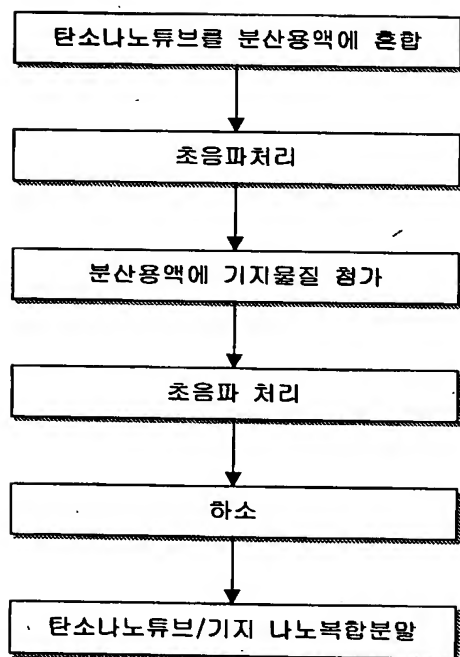 탄소나노튜브를 분산용액에 혼합
초음파처리
분산용액에 기지물질 첨가
초음파 처리
하소
탄소나노튜브/기지 나노복합분말